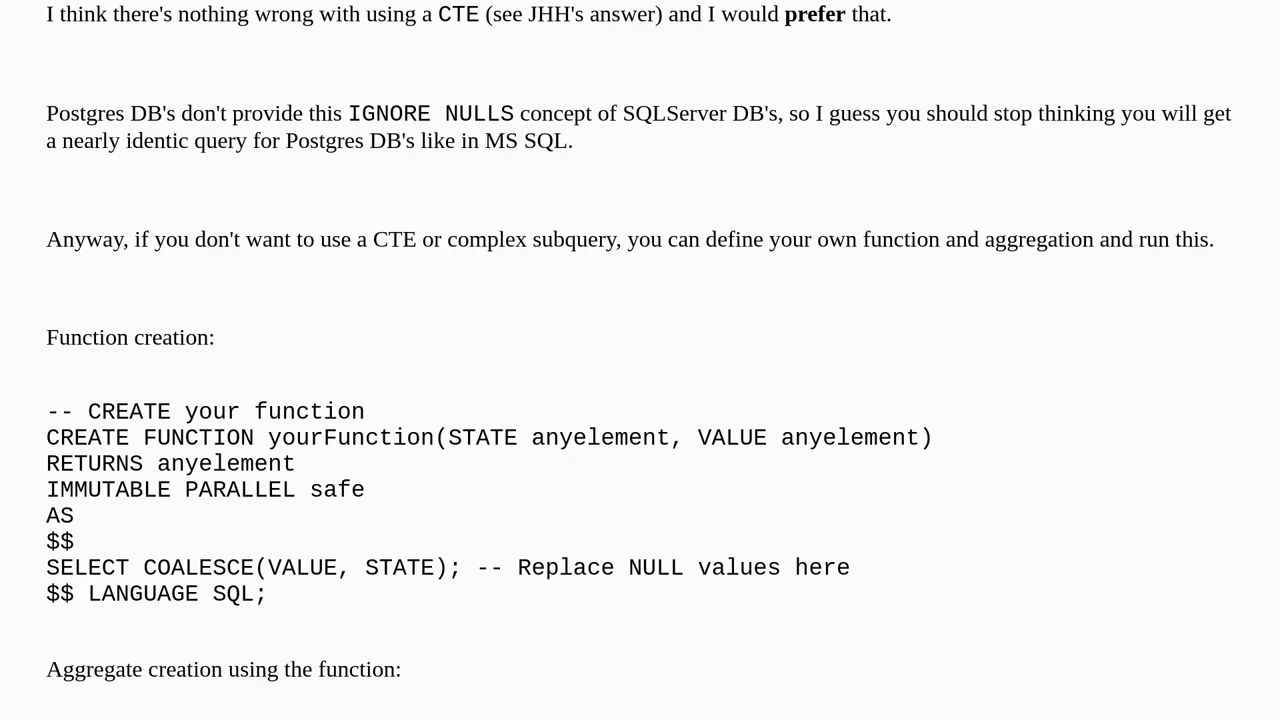 I think there's nothing wrong with using a CTE (see JHH's answer) and I would prefer that.
Postgres DB's don't provide this IGNORE NULLS concept of SQLServer DB's, so I guess you should stop thinking you will get
a nearly identic query for Postgres DB's like in MS SQL.
Anyway, if you don't want to use a CTE or complex subquery, you can define your own function and aggregation and run this.
Function creation:
-- CREATE your function
CREATE FUNCTION yourFunction(STATE anyelement, VALUE anyelement)
RETURNS anyelement
IMMUTABLE PARALLEL safe
AS
$$
SELECT COALESCE(VALUE, STATE); -- Replace NULL values here
$$ LANGUAGE SQL;
Aggregate creation using the function: